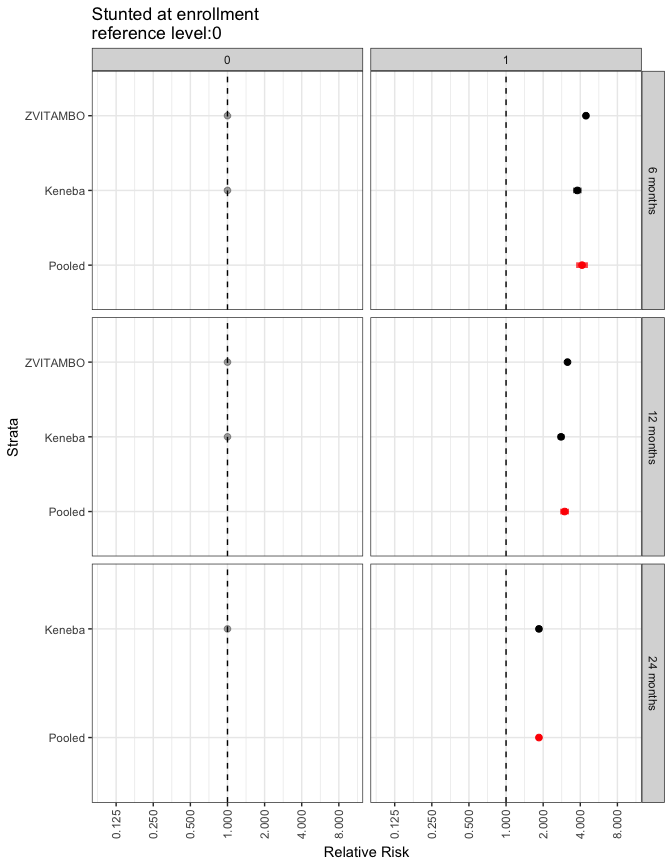 Stunted at enrollment
reference level:0
0
1
ZVITAMBO
Keneba
Pooled
6 months
ZVITAMBO
Keneba
Pooled
12 months
Keneba
Pooled
24 months
Strata
0.125
0.250
0.500
1.000
2.000
4.000
8.000
0.125
0.250
0.500
1.000
2.000
4.000
8.000
Relative Risk